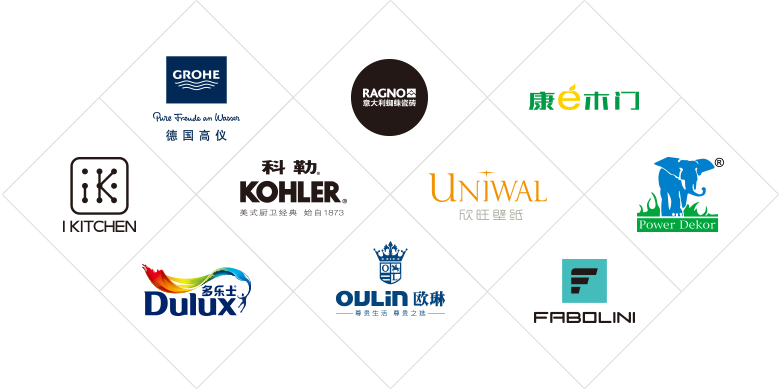 GROHE
Pure Freude an Wasser
德国高仪
RAGNO
意大利蜘蛛瓷砖
康e木门
iK
I KITCHEN
科勒®
KOHLER®
美式厨卫经典 始自1873
UNIWAL
欣旺壁纸
®
Power Dekor
多乐士
Dulux
OULIN 欧琳
尊贵生活 尊贵之选
F
FABOLINI